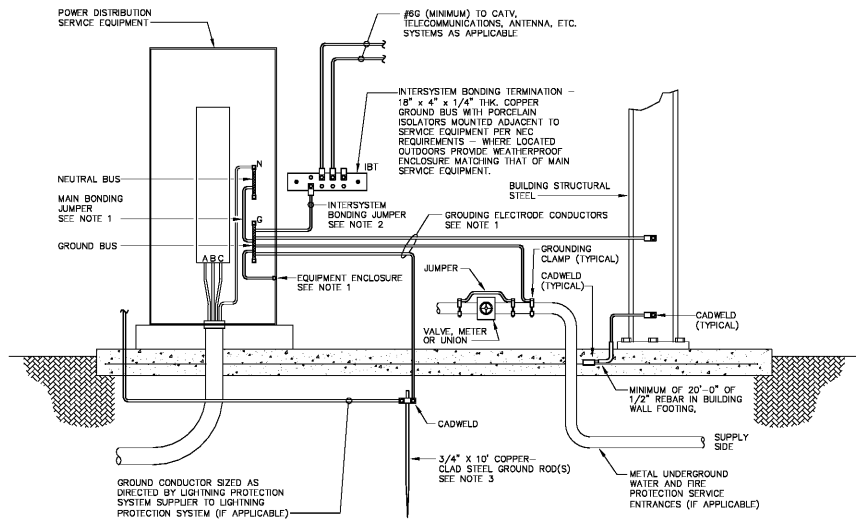 POWER DISTRIBUTION
SERVICE EQUIPMENT
#6G (MINIMUM) TO CATV,
TELECOMMUNICATIONS, ANTENNA, ETC.
SYSTEMS AS APPLICABLE
INTERSYSTEM BONDING TERMINATION –
18" x 4" x 1/4" THK. COPPER
GROUND BUS WITH PORCELAIN
ISOLATORS MOUNTED ADJACENT TO
SERVICE EQUIPMENT PER NEC
REQUIREMENTS – WHERE LOCATED
OUTDOORS PROVIDE WEATHERPROOF
ENCLOSURE MATCHING THAT OF MAIN
SERVICE EQUIPMENT.
IBT
N
NEUTRAL BUS
MAIN BONDING
JUMPER
SEE NOTE 1
G
GROUND BUS
INTERSYSTEM
BONDING JUMPER
SEE NOTE 2
BUILDING STRUCTURAL
STEEL
GROUDING ELECTRODE CONDUCTORS
SEE NOTE 1
A B C
EQUIPMENT ENCLOSURE
SEE NOTE 1
JUMPER
GROUNDING
CLAMP (TYPICAL)
CADWELD
(TYPICAL)
CADWELD
(TYPICAL)
VALVE, METER
OR UNION
MINIMUM OF 20'-0" OF
1/2" REBAR IN BUILDING
WALL FOOTING.
CADWELD
SUPPLY
SIDE
3/4" X 10' COPPER-
CLAD STEEL GROUND ROD(S)
SEE NOTE 3
GROUND CONDUCTOR SIZED AS
DIRECTED BY LIGHTNING PROTECTION
SYSTEM SUPPLIER TO LIGHTNING
PROTECTION SYSTEM (IF APPLICABLE)
METAL UNDERGROUND
WATER AND FIRE
PROTECTION SERVICE
ENTRANCES (IF APPLICABLE)